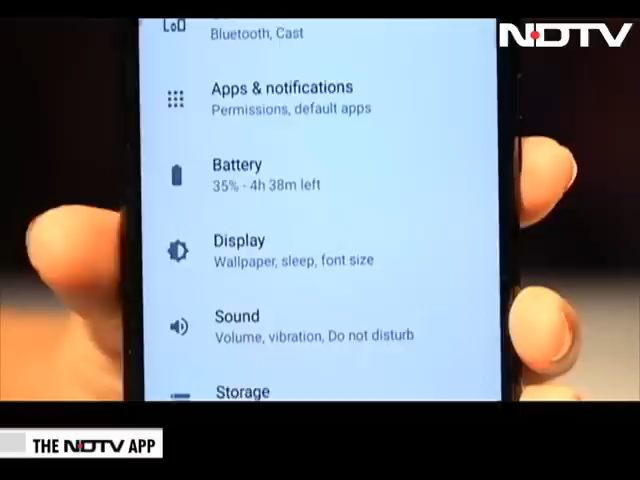 NDTV
Bluetooth, Cast
Apps & notifications
Permissions, default apps
Battery
35% - 4h 38m left
Display
Wallpaper, sleep, font size
Sound
Volume, vibration, Do not disturb
Storage
THE NDTV APP